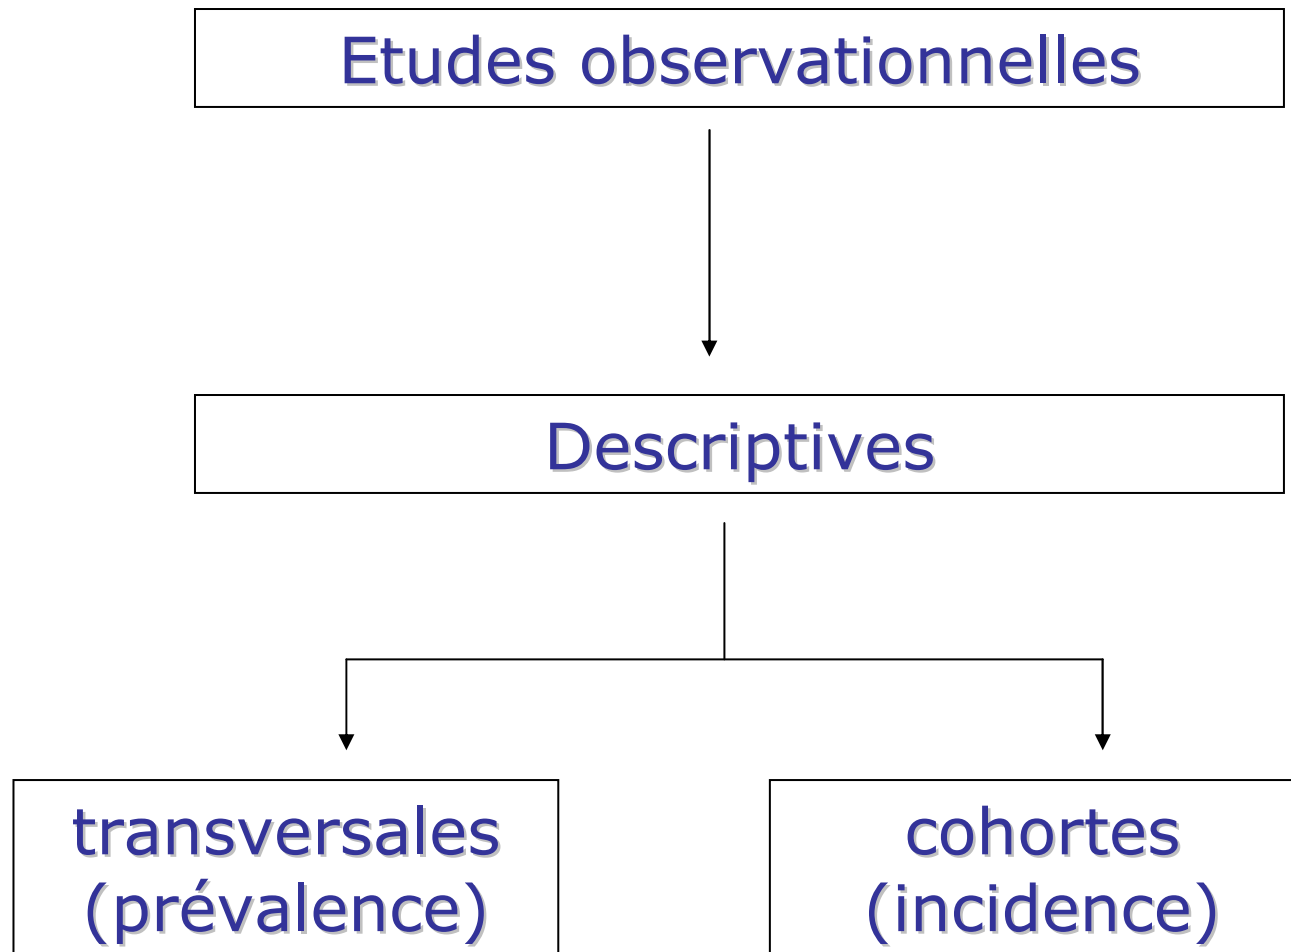 Etudes observationnelles
Descriptives
transversales
(prévalence)
cohortes
(incidence)